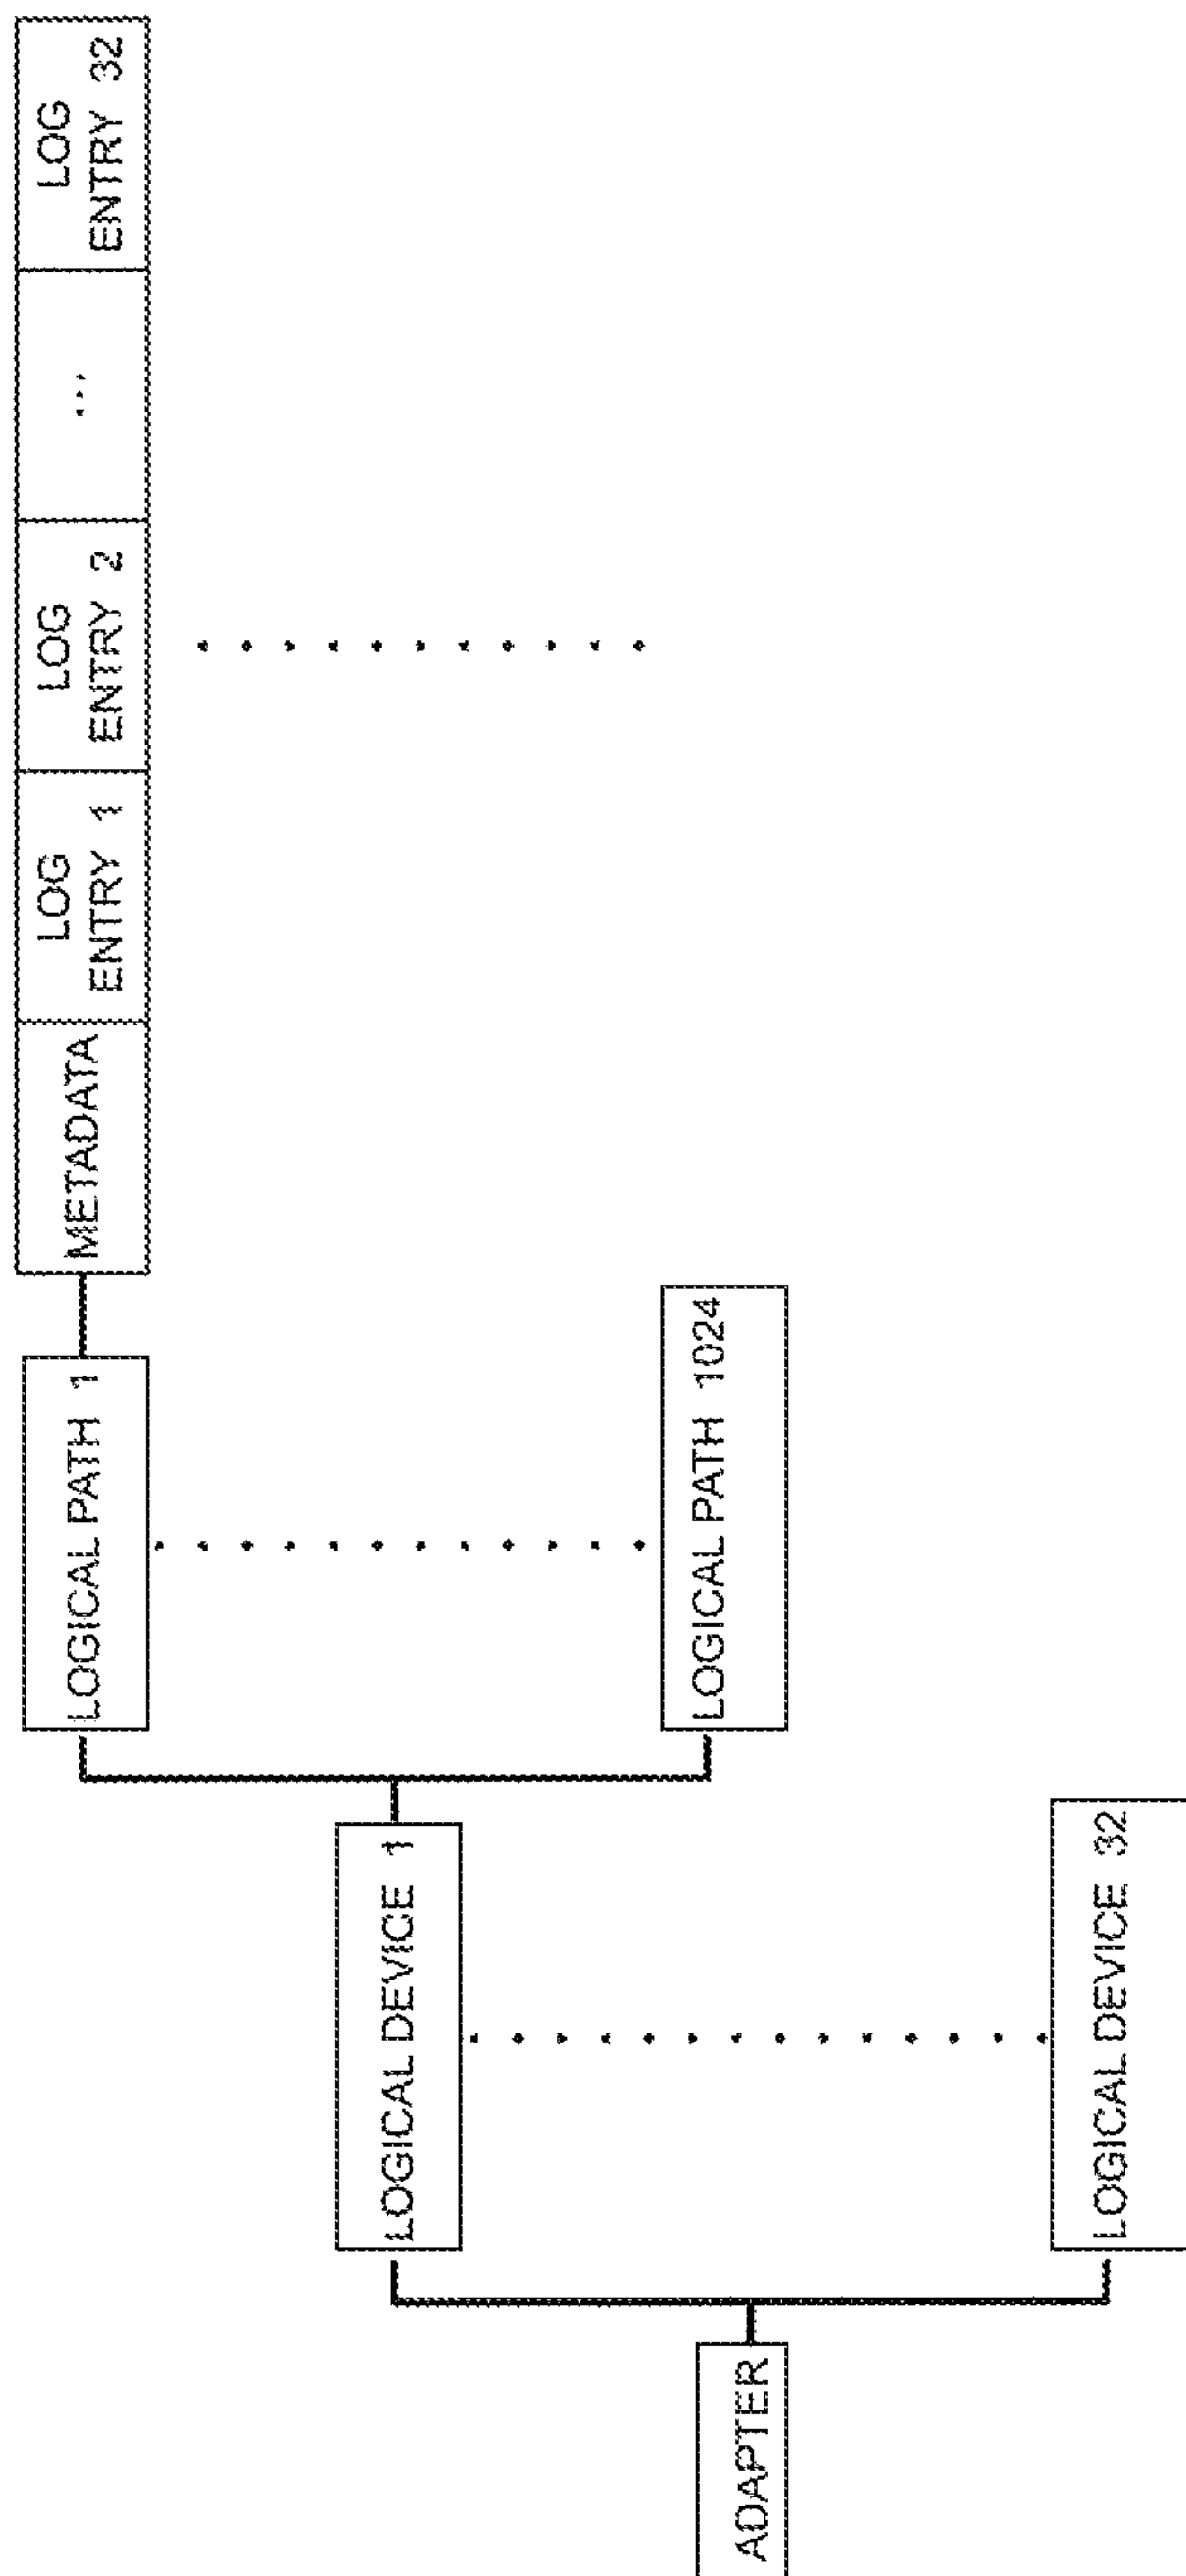 ADAPTER
LOGICAL DEVICE 1
LOGICAL DEVICE 32
LOGICAL PATH 1
LOGICAL PATH 1024
METADATA
LOG
ENTRY 1
LOG
ENTRY 2
...
LOG
ENTRY 32